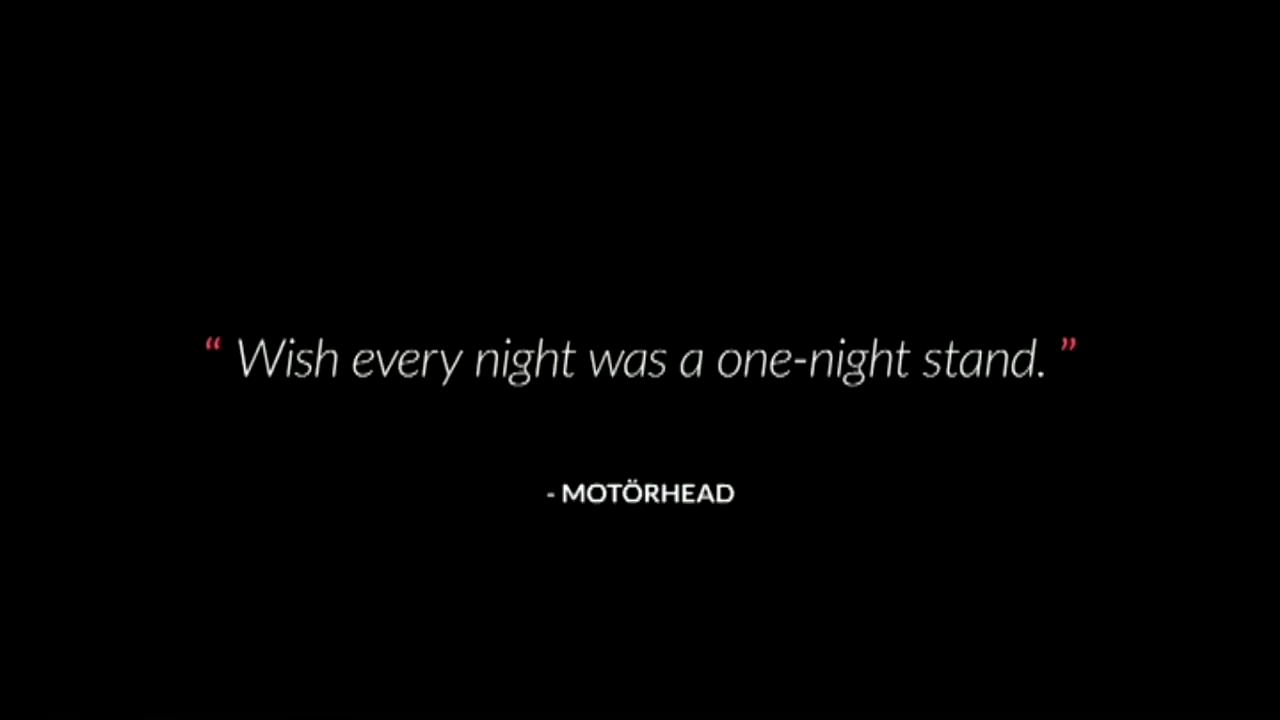 “ Wish every night was a one-night stand. ”
- MOTÖRHEAD